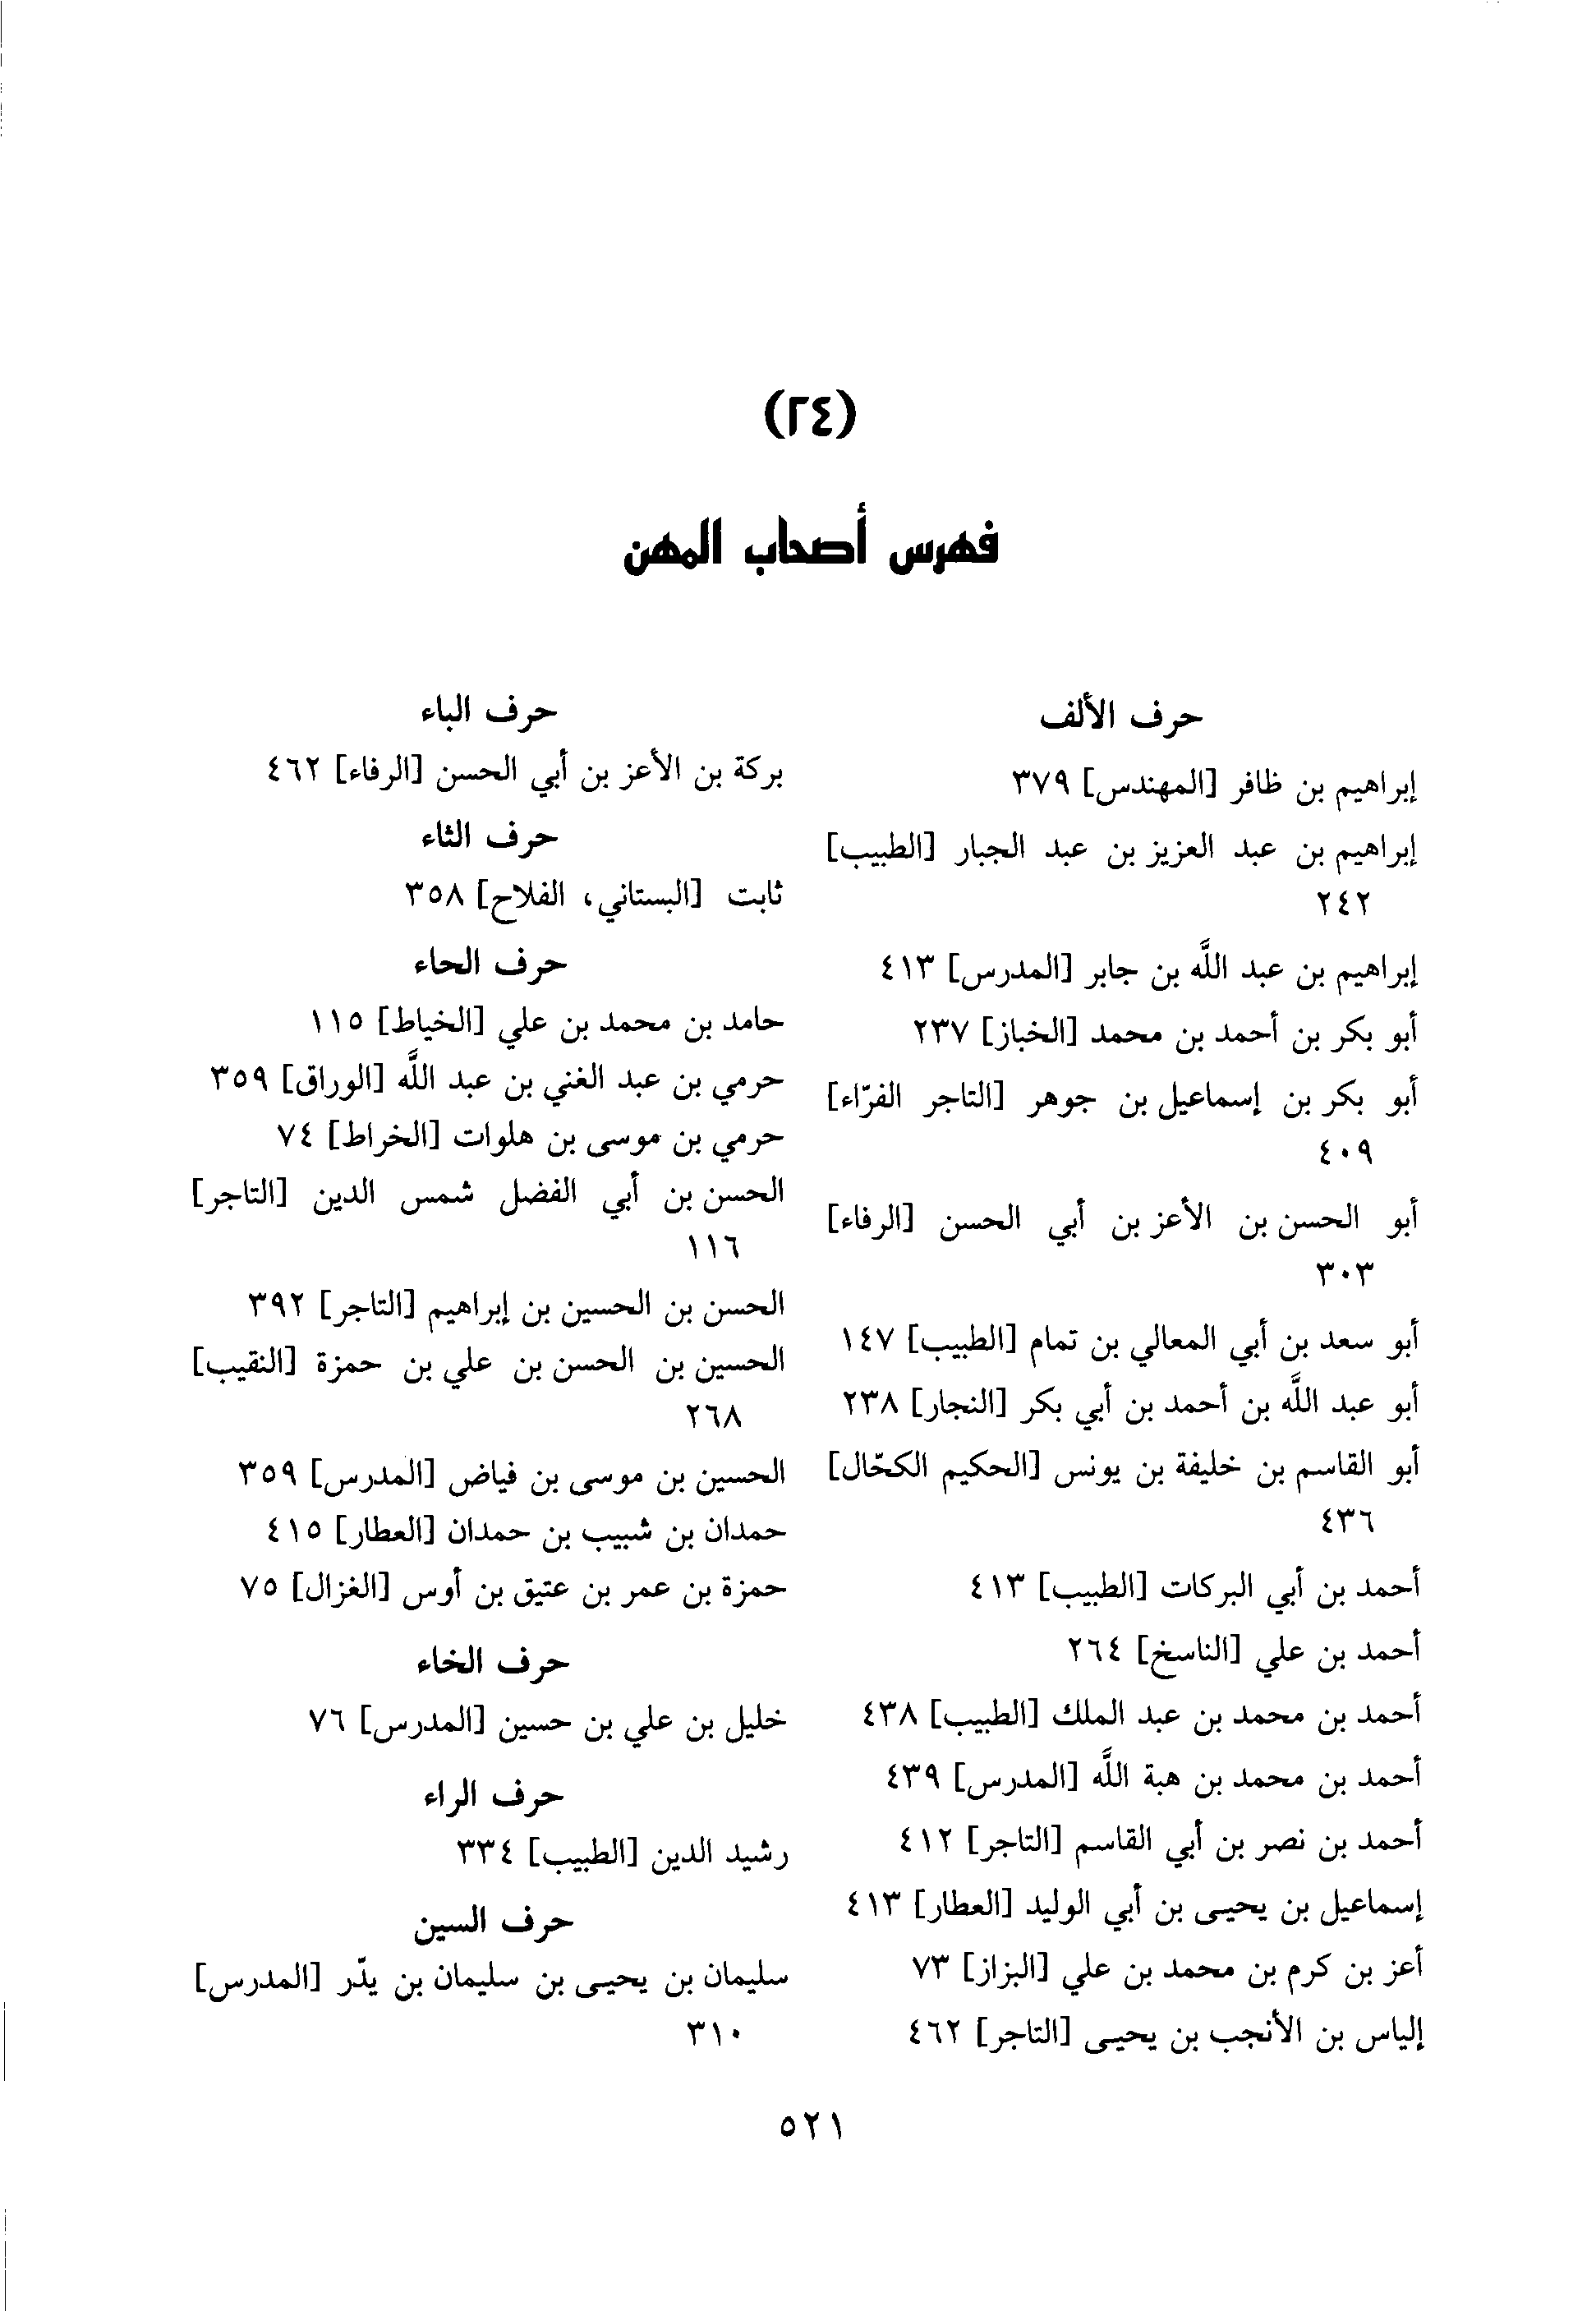 (٢٤)
فهرس أصحاب المهن
حرف الألف
إبراهيم بن ظافر [المهندس] ٣٧٩
إبراهيم بن عبد العزيز بن عبد الجبار [الطبيب]
٢٤٢
إبراهيم بن عبد اللَّه بن جابر [المدرس] ٤١٣
أبو بكر بن أحمد بن محمد [الخباز] ٢٣٧
أبو بكر بن إسماعيل بن جوهر [التاجر الفرّاء]
٤٠٩
أبو الحسن بن الأعز بن أبي الحسن [الرفاء]
٣٠٣
أبو سعد بن أبي المعالي بن تمام [الطبيب] ١٤٧
أبو عبد اللَّه بن أحمد بن أبي بكر [النجار] ٢٣٨
أبو القاسم بن خليفة بن يونس [الحكيم الكحّال]
٤٣٦
أحمد بن أبي البركات [الطبيب] ٤١٣
أحمد بن علي [الناسخ] ٢٦٤
أحمد بن محمد بن عبد الملك [الطبيب] ٤٣٨
أحمد بن محمد بن هبة اللَّه [المدرس] ٤٣٩
أحمد بن نصر بن أبي القاسم [التاجر] ٤١٢
إسماعيل بن يحيى بن أبي الوليد [العطار] ٤١٣
أعز بن كرم بن محمد بن علي [البزاز] ٧٣
إلياس بن الأنجب بن يحيى [التاجر] ٤٦٢
حرف الباء
بركة بن الأعز بن أبي الحسن [الرفاء] ٤٦٢
حرف الثاء
ثابت [البستاني، الفلاح] ٣٥٨
حرف الحاء
حامد بن محمد بن علي [الخياط] ١١٥
حرمي بن عبد الغني بن عبد اللَّه [الوراق] ٣٥٩
حرمي بن موسى بن هلوات [الخراط] ٧٤
الحسن بن أبي الفضل شمس الدين [التاجر]
١١٦
الحسن بن الحسين بن إبراهيم [التاجر] ٣٩٢
الحسين بن الحسن بن علي بن حمزة [النقيب]
٢٦٨
الحسين بن موسى بن فياض [المدرس] ٣٥٩
حمدان بن شبيب بن حمدان [العطار] ٤١٥
حمزة بن عمر بن عتيق بن أوس [الغزال] ٧٥
حرف الخاء
خليل بن علي بن حسين [المدرس] ٧٦
حرف الراء
رشيد الدين [الطبيب] ٣٣٤
حرف السين
سليمان بن يحيى بن سليمان بن يدّر [المدرس]
٣١٠
٥٢١